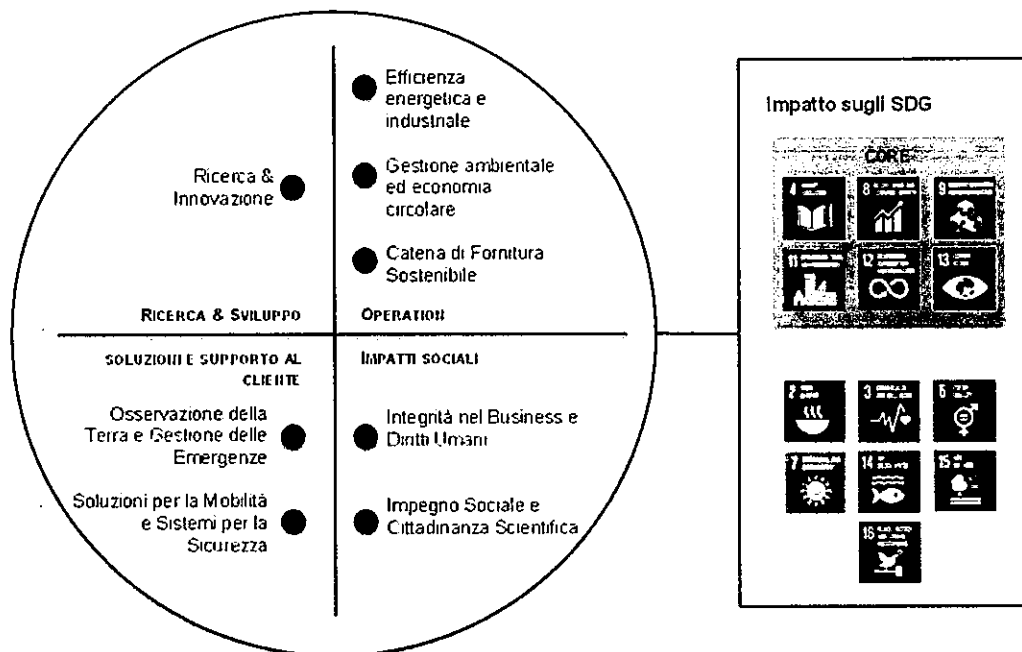 Efficienza
energetica e
industriale
Gestione ambientale
ed economia
circolare
Catena di Fornitura
Sostenibile
Ricerca &
Innovazione
RICERCA & SVILUPPO
OPERATION
SOLUZIONI E SUPPORTO AL
CLIENTE
IMPATTI SOCIALI
Osservazione della
Terra e Gestione delle
Emergenze
Soluzioni per la Mobilità
e Sistemi per la
Sicurezza
Integrità nel Business e
Diritti Umani
Impegno Sociale e
Cittadinanza Scientifica
Impatto sugli SDG
CORE
4
8
9
11
12
13
2
3
7
14
15
16